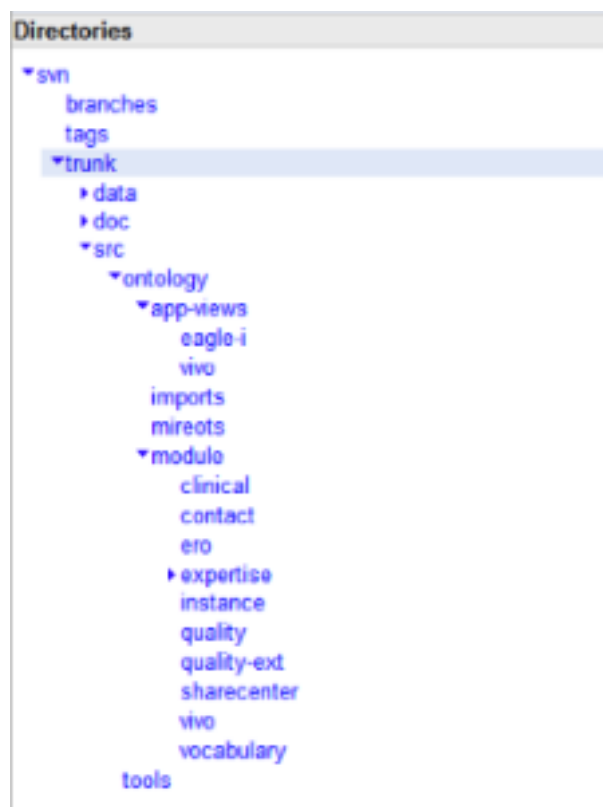 Directories
svn
branches
tags
trunk
data
doc
src
ontology
app-views
eagle-i
vivo
imports
mireots
module
clinical
contact
ero
expertise
instance
quality
quality-ext
sharecenter
vivo
vocabulary
tools